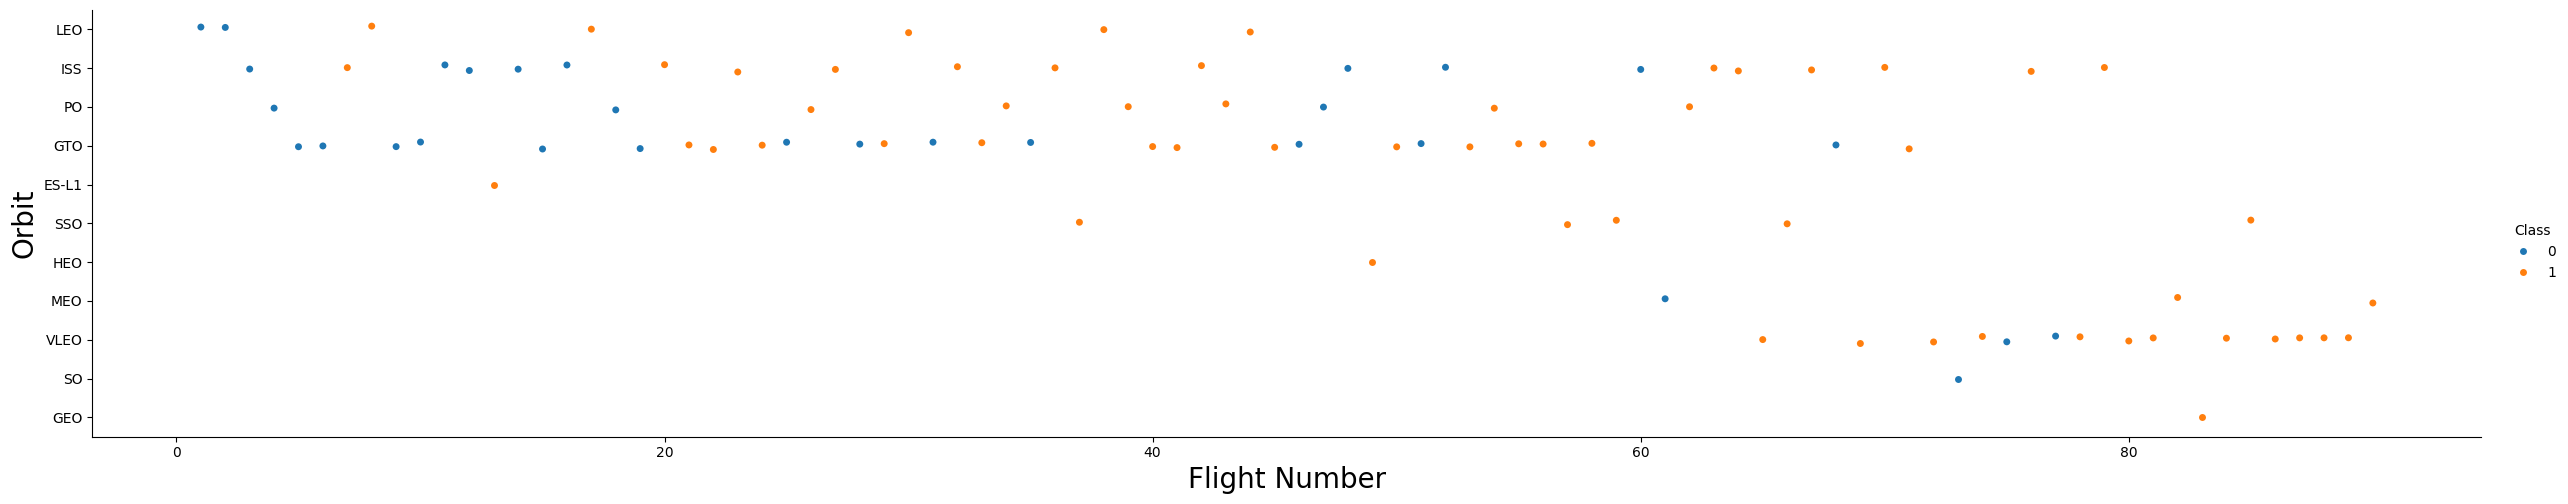 LEO
ISS
PO
GTO
ES-L1
SSO
HEO
MEO
VLEO
SO
GEO
Orbit
0 20 40 60 80
Flight Number
Class
0
1